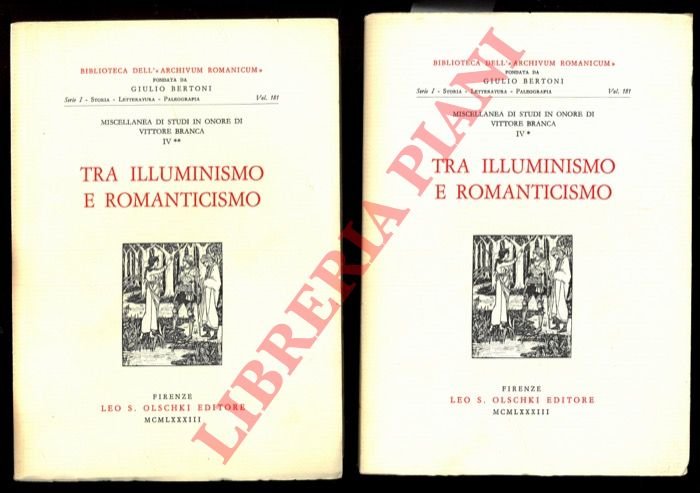 BIBLIOTECA DELL'«ARCHIVUM ROMANICUM»
FONDATA DA
GIULIO BERTONI
Serie I - STORIA - LETTERATURA - PALEOGRAFIA Vol. 181
MISCELLANEA DI STUDI IN ONORE DI
VITTORE BRANCA
IV **
TRA ILLUMINISMO
E ROMANTICISMO
FIRENZE
LEO S. OLSCHKI EDITORE
MCMLXXXIII
BIBLIOTECA DELL'«ARCHIVUM ROMANICUM»
FONDATA DA
GIULIO BERTONI
Serie I - STORIA - LETTERATURA - PALEOGRAFIA Vol. 181
MISCELLANEA DI STUDI IN ONORE DI
VITTORE BRANCA
IV *
TRA ILLUMINISMO
E ROMANTICISMO
FIRENZE
LEO S. OLSCHKI EDITORE
MCMLXXXIII
LIBRERIA PIANI